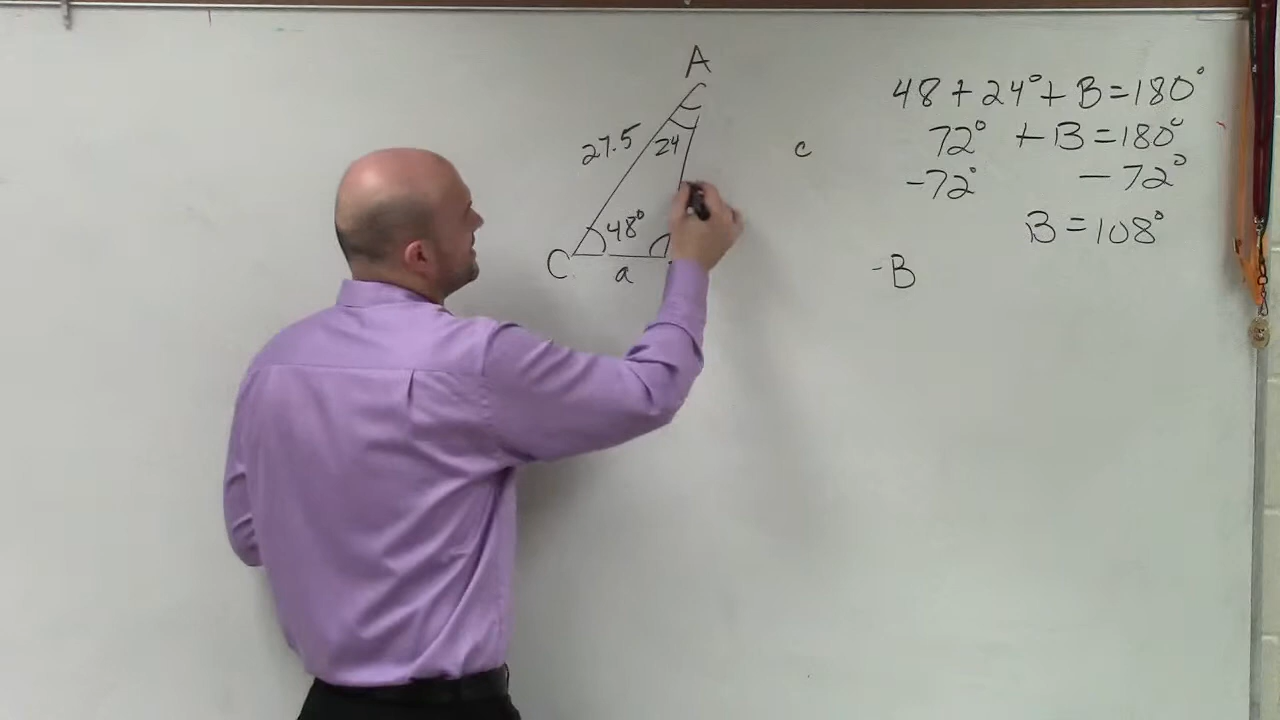 A
27.5
24
48°
C
a
c
48 + 24° + B = 180°
72° + B = 180°
-72° - 72°
B = 108°
-B